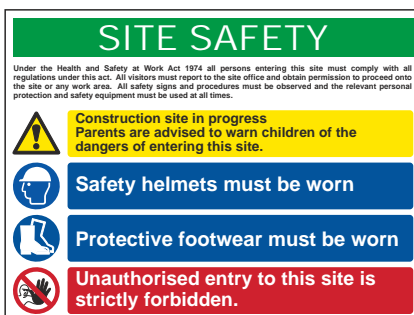 SITE SAFETY
Under the Health and Safety at Work Act 1974 all persons entering this site must comply with all
regulations under this act. All visitors must report to the site office and obtain permission to proceed onto
the site or any work area. All safety signs and procedures must be observed and the relevant personal
protection and safety equipment must be used at all times.
Construction site in progress
Parents are advised to warn children of the
dangers of entering this site.
Safety helmets must be worn
Protective footwear must be worn
Unauthorised entry to this site is
strictly forbidden.